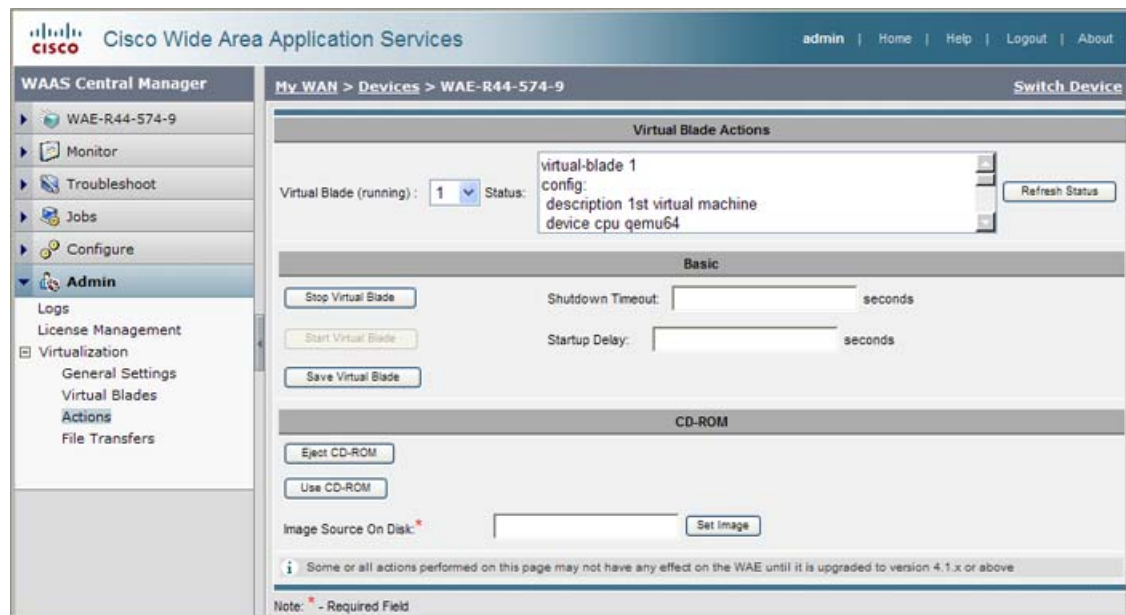 CISCO
Cisco Wide Area Application Services
admin | Home | Help | Logout | About
WAAS Central Manager
My WAN > Devices > WAE-R44-574-9
Switch Device
WAE-R44-574-9
Monitor
Troubleshoot
Jobs
Configure
Admin
Logs
License Management
Virtualization
General Settings
Virtual Blades
Actions
File Transfers
Virtual Blade Actions
Virtual Blade (running) : 1 Status:
virtual-blade 1
config:
description 1st virtual machine
device cpu qemu64
Refresh Status
Basic
Stop Virtual Blade
Shutdown Timeout: seconds
Start Virtual Blade
Startup Delay: seconds
Save Virtual Blade
CD-ROM
Eject CD-ROM
Use CD-ROM
Image Source On Disk:* Set Image
i Some or all actions performed on this page may not have any effect on the WAE until it is upgraded to version 4.1.x or above
Note: * - Required Field